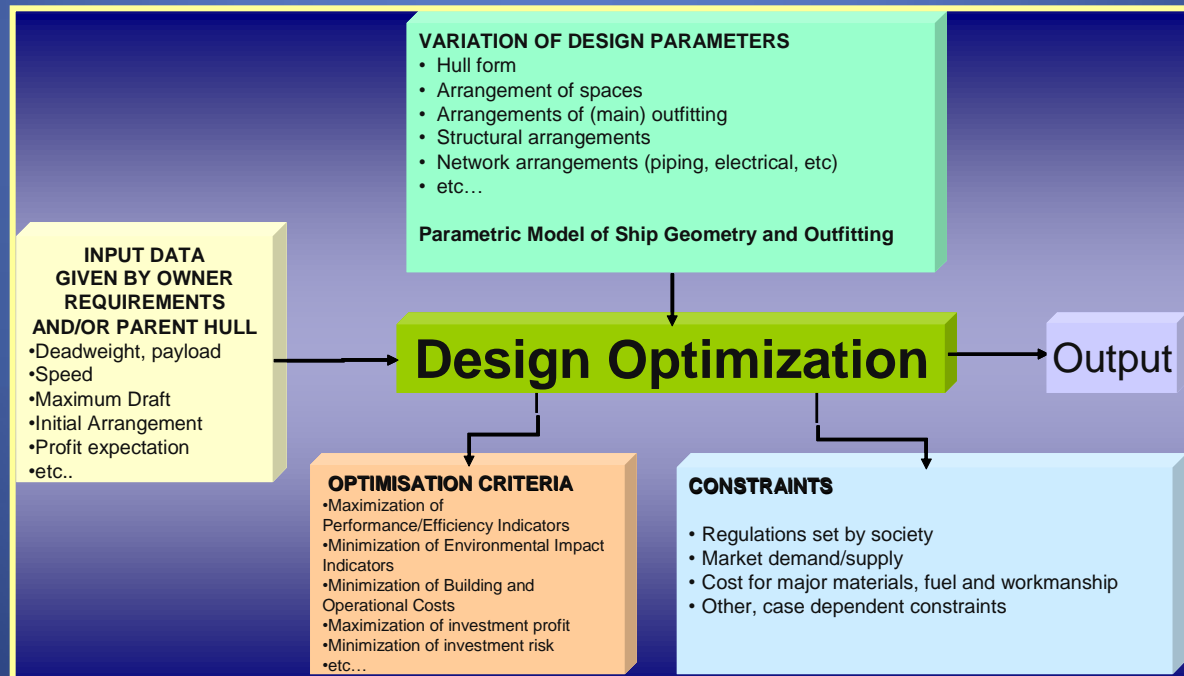 VARIATION OF DESIGN PARAMETERS
• Hull form
• Arrangement of spaces
• Arrangements of (main) outfitting
• Structural arrangements
• Network arrangements (piping, electrical, etc)
• etc…
Parametric Model of Ship Geometry and Outfitting
INPUT DATA
GIVEN BY OWNER
REQUIREMENTS
AND/OR PARENT HULL
•Deadweight, payload
•Speed
•Maximum Draft
•Initial Arrangement
•Profit expectation
•etc..
Design Optimization
Output
OPTIMISATION CRITERIA
•Maximization of
Performance/Efficiency Indicators
•Minimization of Environmental Impact
Indicators
•Minimization of Building and
Operational Costs
•Maximization of investment profit
•Minimization of investment risk
•etc…
CONSTRAINTS
• Regulations set by society
• Market demand/supply
• Cost for major materials, fuel and workmanship
• Other, case dependent constraints